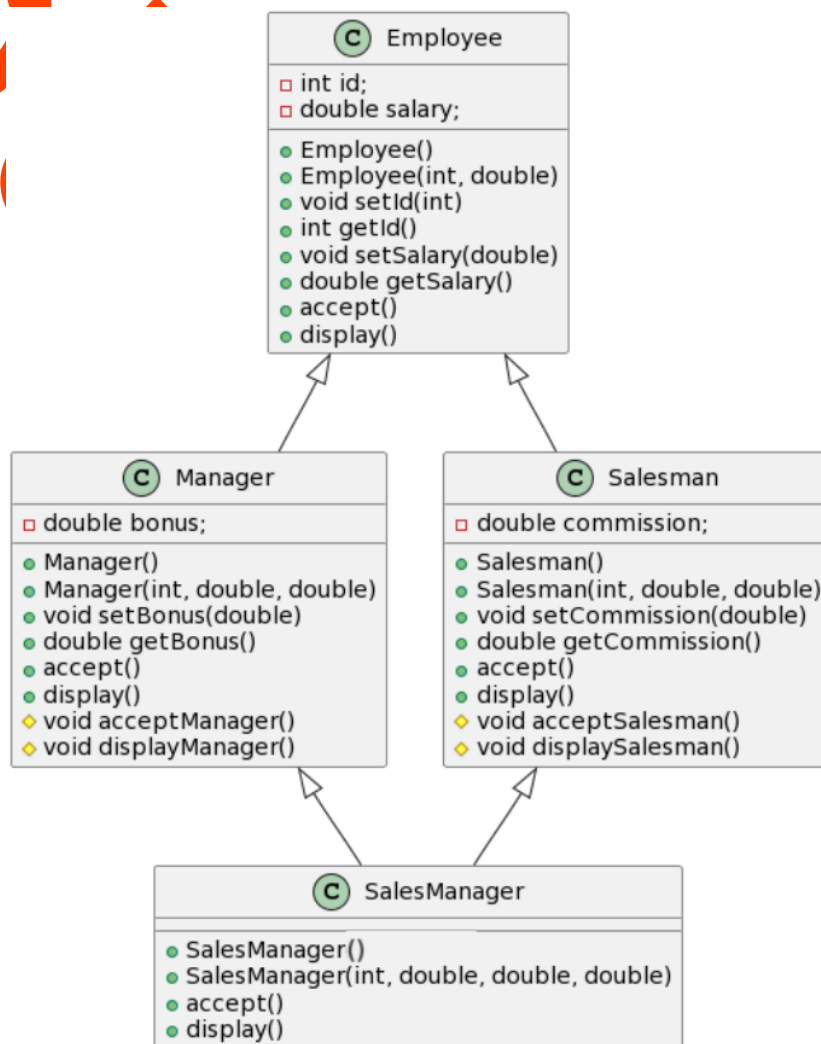 C Employee
int id;
double salary;
Employee()
Employee(int, double)
void setId(int)
int getId()
void setSalary(double)
double getSalary()
accept()
display()
C Manager
double bonus;
Manager()
Manager(int, double, double)
void setBonus(double)
double getBonus()
accept()
display()
void acceptManager()
void displayManager()
C Salesman
double commission;
Salesman()
Salesman(int, double, double)
void setCommission(double)
double getCommission()
accept()
display()
void acceptSalesman()
void displaySalesman()
C SalesManager
SalesManager()
SalesManager(int, double, double, double)
accept()
display()